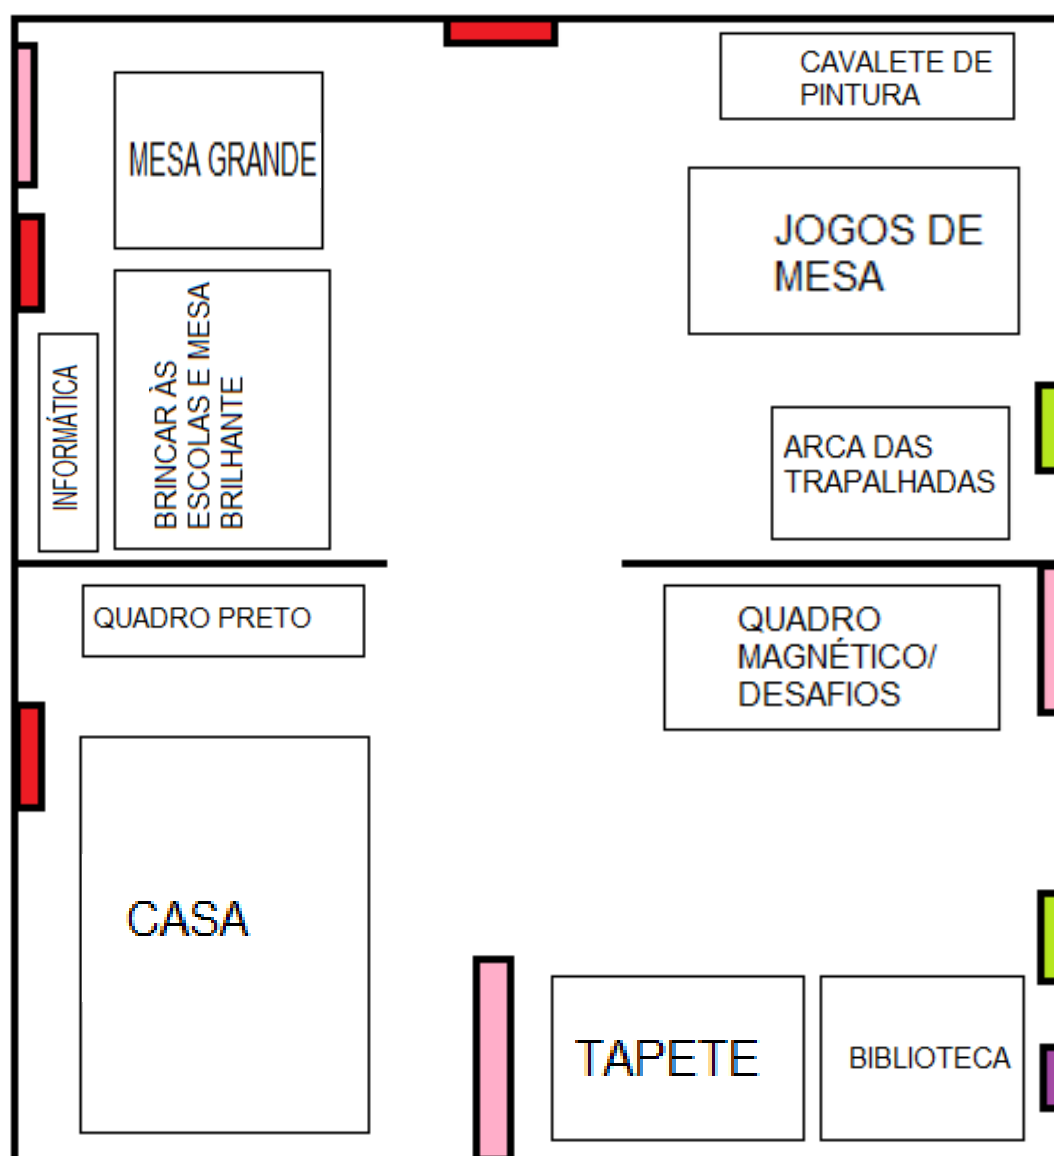 CAVALETE DE
PINTURA
MESA GRANDE
JOGOS DE
MESA
BRINCAR ÀS
ESCOLAS E MESA
BRILHANTE
INFORMÁTICA
ARCA DAS
TRAPALHADAS
QUADRO PRETO
QUADRO
MAGNÉTICO/
DESAFIOS
CASA
TAPETE
BIBLIOTECA